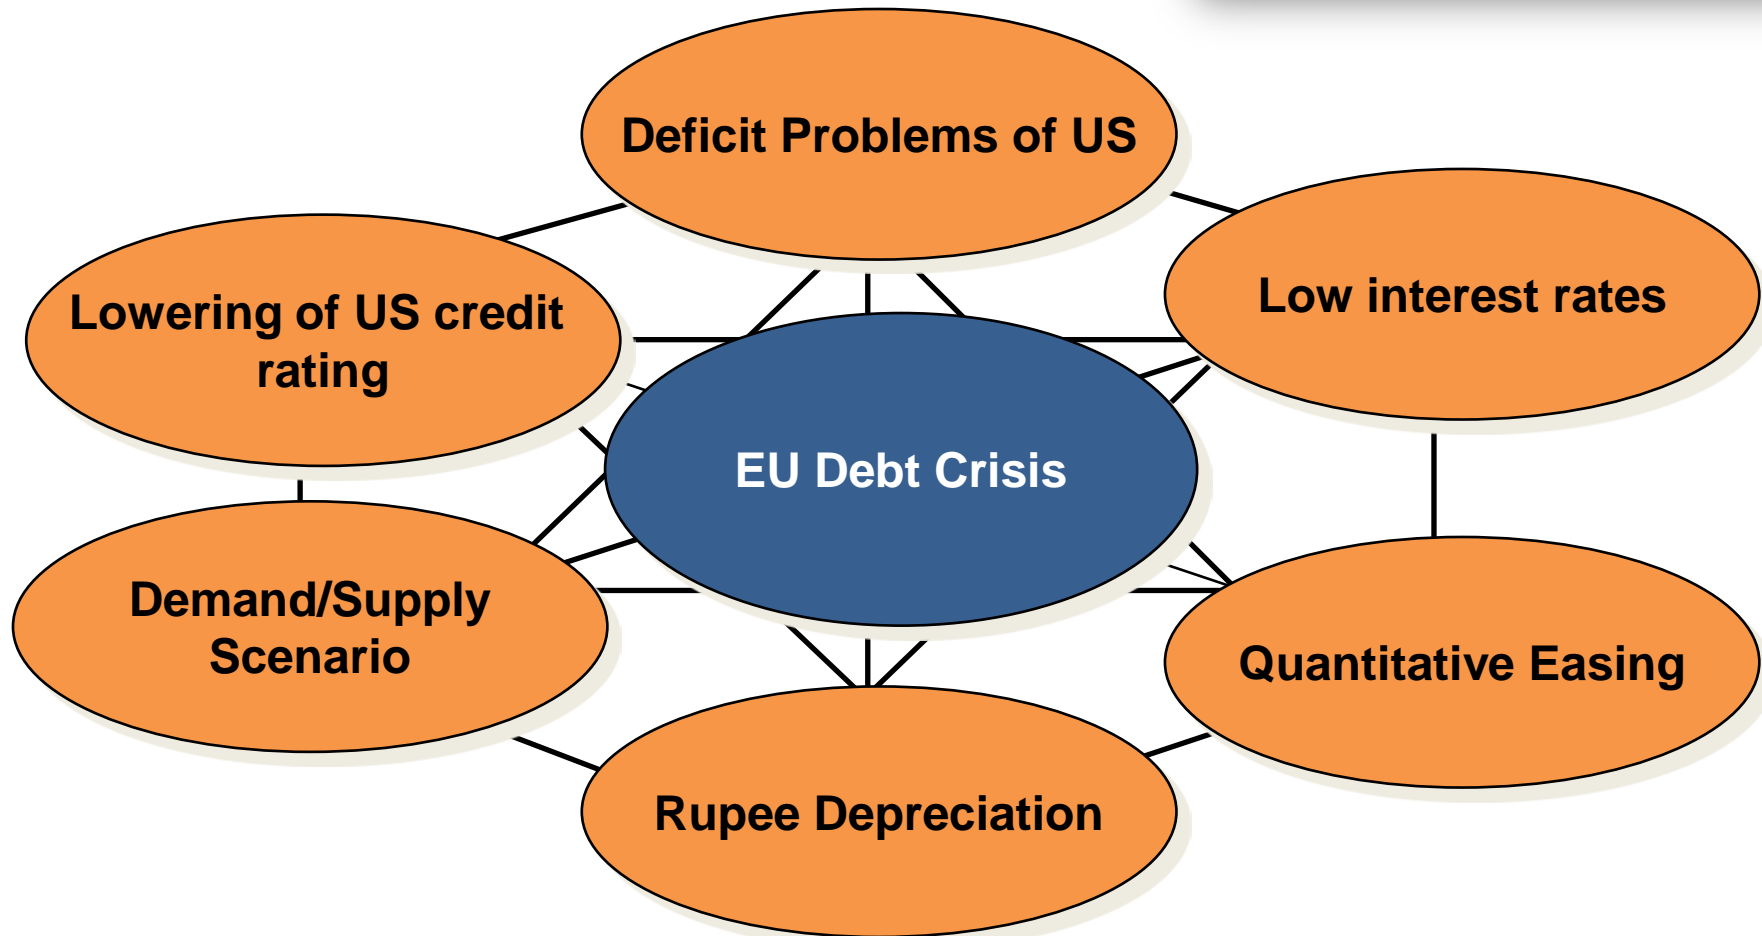 Deficit Problems of US
Low interest rates
Lowering of US credit
rating
EU Debt Crisis
Demand/Supply
Scenario
Quantitative Easing
Rupee Depreciation